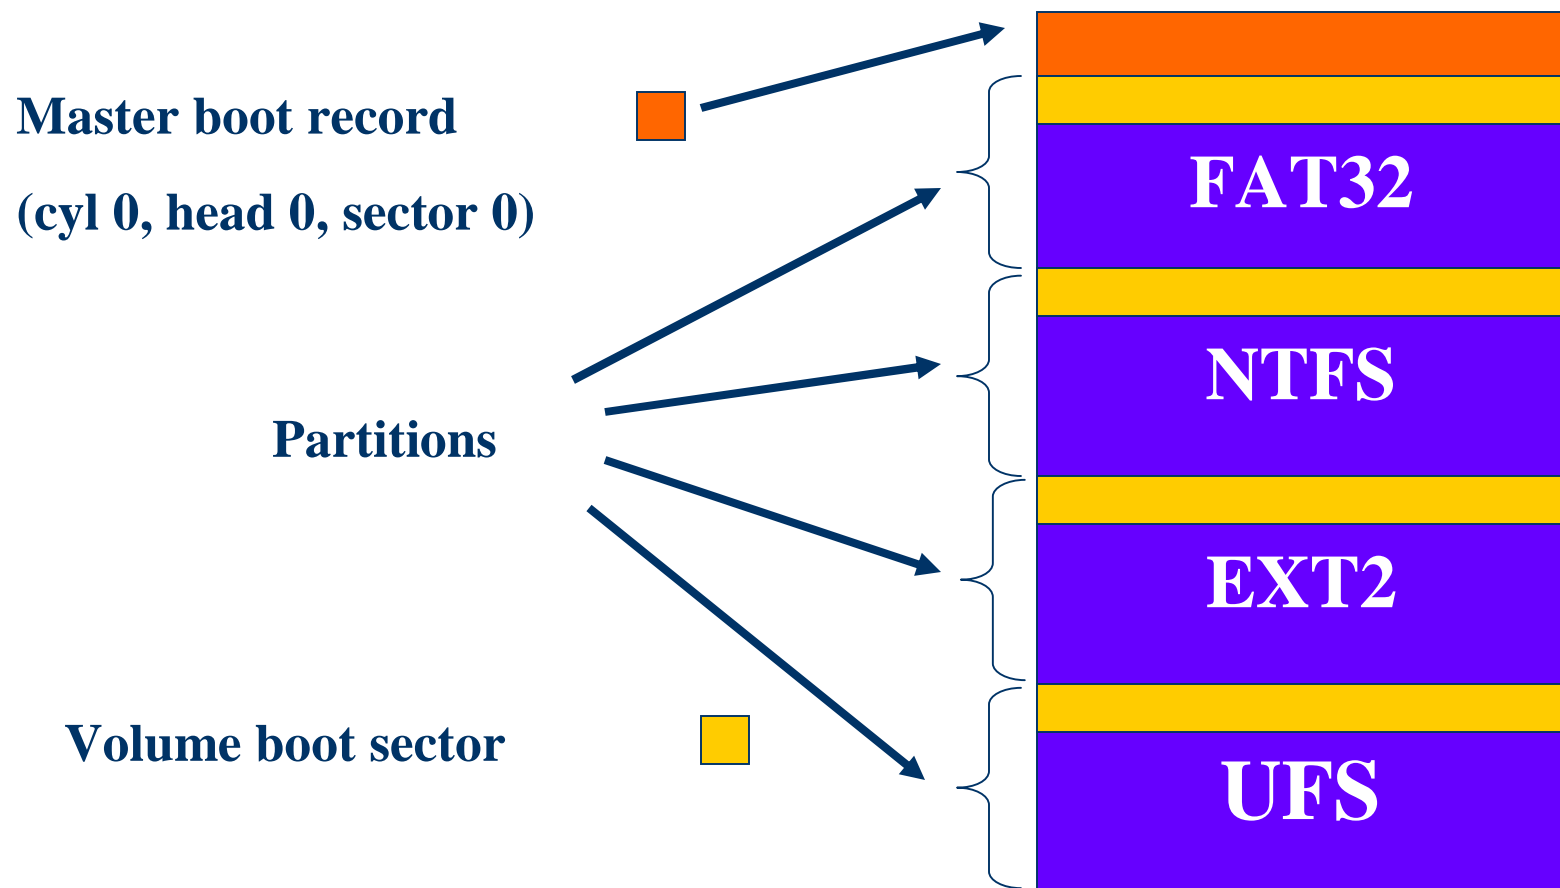 Master boot record
(cyl 0, head 0, sector 0)
Partitions
Volume boot sector
FAT32
NTFS
EXT2
UFS